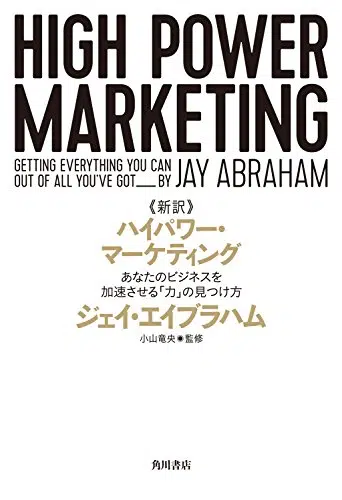 HIGH POWER
MARKETING
GETTING EVERYTHING YOU CAN
OUT OF ALL YOU'VE GOT__BY JAY ABRAHAM
《新訳》
ハイパワー・
マーケティング
あなたのビジネスを
加速させる「力」の見つけ方
ジェイ・エイブラハム
小山竜央◉監修
角川書店